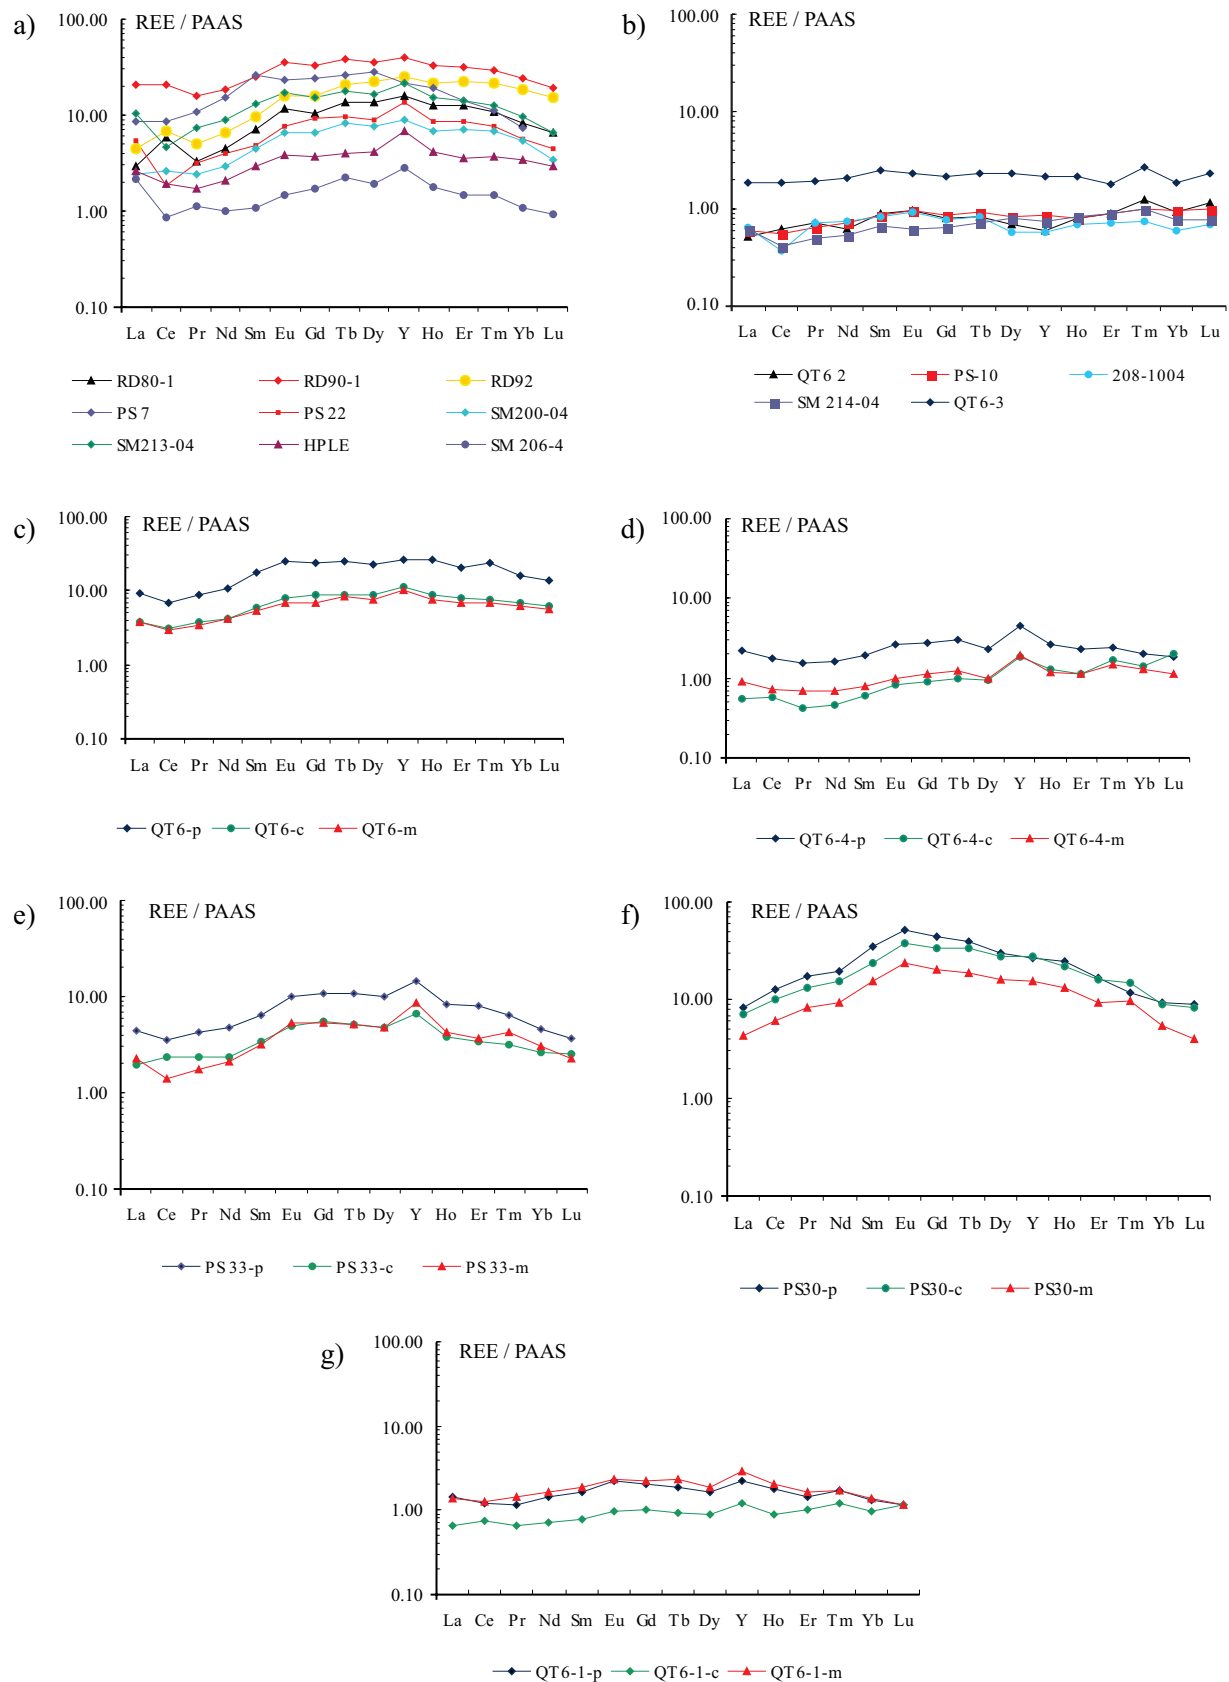 a)
REE / PAAS
100.00
10.00
1.00
0.10
La Ce Pr Nd Sm Eu Gd Tb Dy Y Ho Er Tm Yb Lu
RD80-1 RD90-1 RD92
PS 7 PS 22 SM200-04
SM213-04 HPLE SM 206-4
b)
REE / PAAS
100.00
10.00
1.00
0.10
La Ce Pr Nd Sm Eu Gd Tb Dy Y Ho Er Tm Yb Lu
QT6 2 PS-10 208-1004
SM 214-04 QT6-3
c)
REE / PAAS
100.00
10.00
1.00
0.10
La Ce Pr Nd Sm Eu Gd Tb Dy Y Ho Er Tm Yb Lu
QT6-p QT6-c QT6-m
d)
REE / PAAS
100.00
10.00
1.00
0.10
La Ce Pr Nd Sm Eu Gd Tb Dy Y Ho Er Tm Yb Lu
QT6-4-p QT6-4-c QT6-4-m
e)
REE / PAAS
100.00
10.00
1.00
0.10
La Ce Pr Nd Sm Eu Gd Tb Dy Y Ho Er Tm Yb Lu
PS33-p PS33-c PS33-m
f)
REE / PAAS
100.00
10.00
1.00
0.10
La Ce Pr Nd Sm Eu Gd Tb Dy Y Ho Er Tm Yb Lu
PS30-p PS30-c PS30-m
g)
REE / PAAS
100.00
10.00
1.00
0.10
La Ce Pr Nd Sm Eu Gd Tb Dy Y Ho Er Tm Yb Lu
QT6-1-p QT6-1-c QT6-1-m